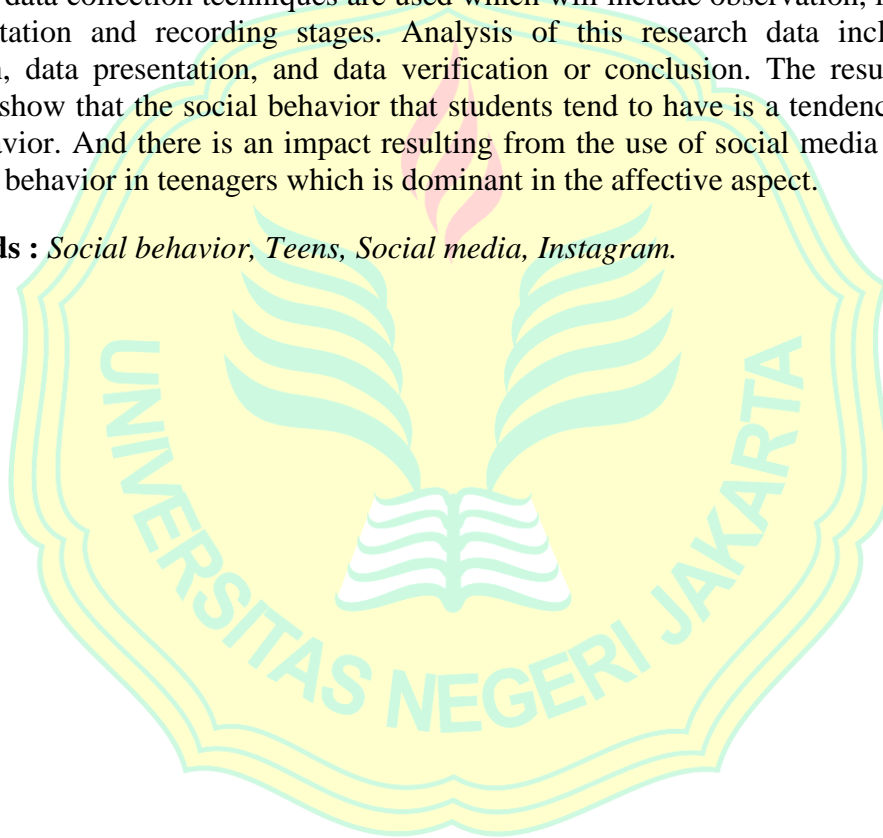 data collection techniques are used which will include observation,
tation and recording stages. Analysis of this research data
data presentation, and data verification or conclusion. The
show that the social behavior that students tend to have is a
And there is an impact resulting from the use of social media
behavior in teenagers which is dominant in the affective aspect.
: Social behavior, Teens, Social media, Instagram.
UNIVERSITAS NEGERI JAKARTA